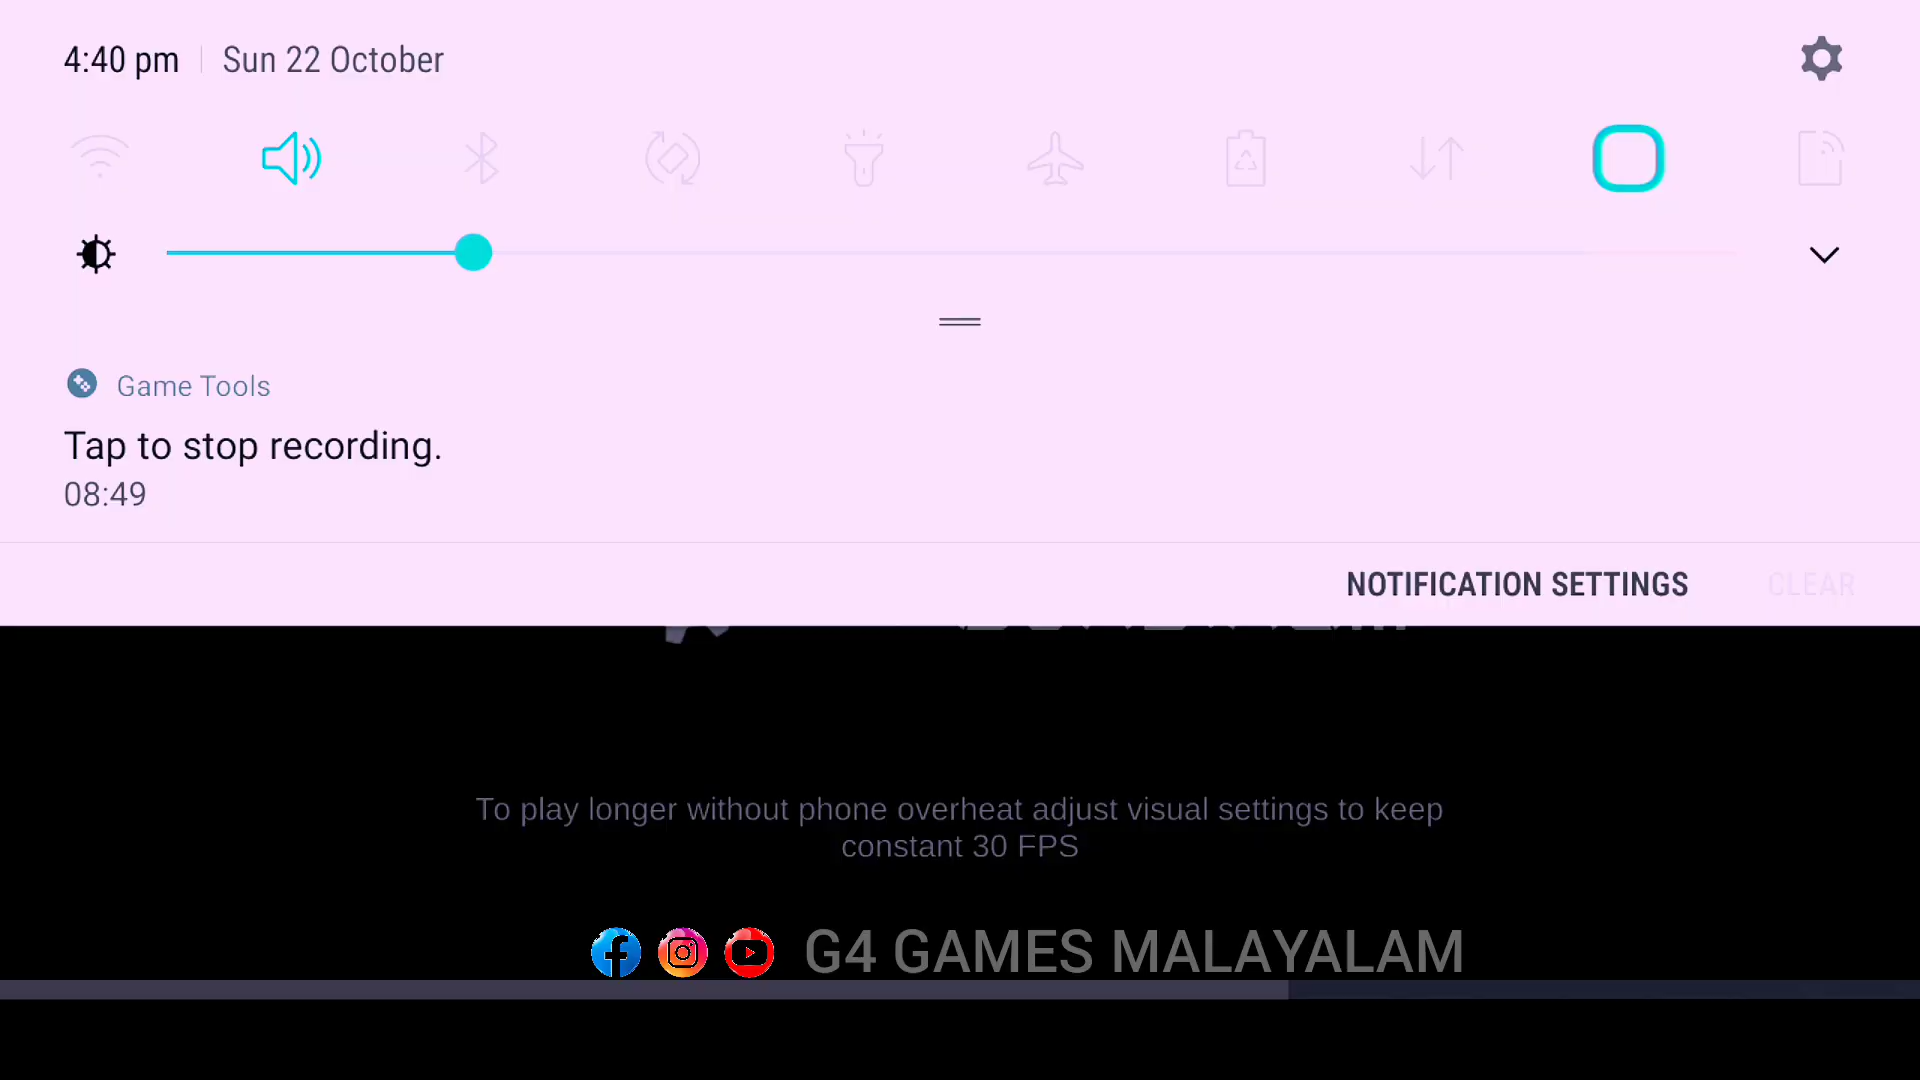 4:40 pm
Sun 22 October
Game Tools
Tap to stop recording.
08:49
NOTIFICATION SETTINGS
CLEAR
To play longer without phone overheat adjust visual settings to keep
constant 30 FPS
G4 GAMES MALAYALAM